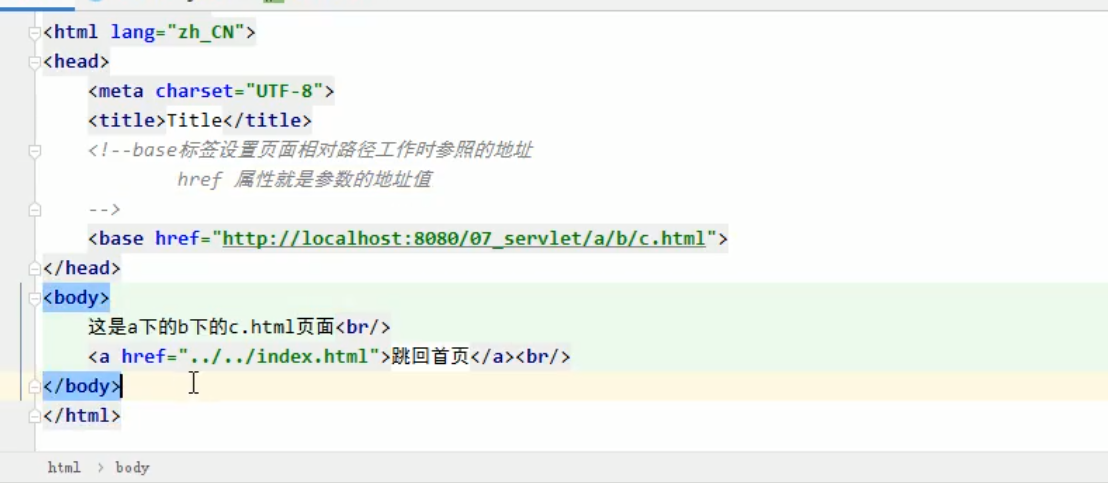 <html lang="zh_CN">
<head>
<meta charset="UTF-8">
<title>Title</title>
<!--base标签设置页面相对路径工作时参照的地址
href 属性就是参数的地址值
-->
<base href="http://localhost:8080/07_servlet/a/b/c.html">
</head>
<body>
这是a下的b下的c.html页面<br/>
<a href="../../index.html">跳回首页</a><br/>
</body>
</html>
html > body